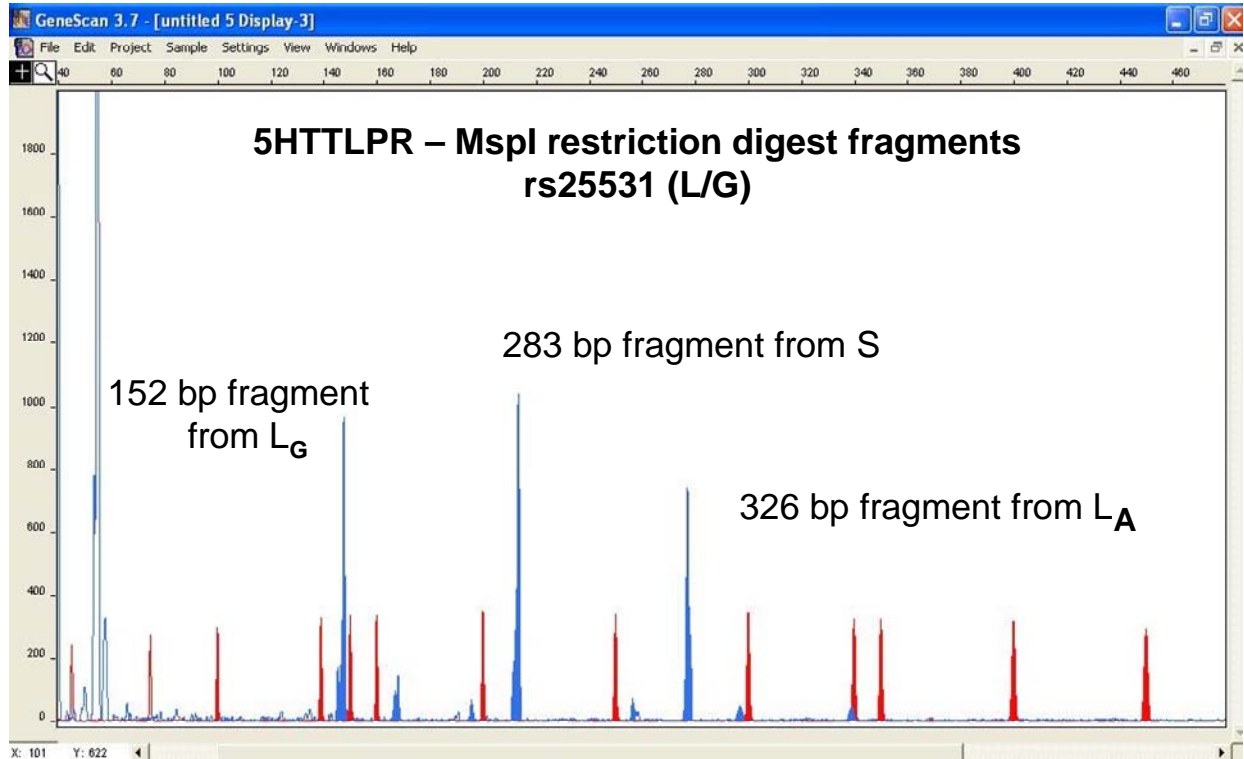 GeneScan 3.7 - [untitled 5 Display-3]
File Edit Project Sample Settings View Windows Help
40 60 80 100 120 140 160 180 200 220 240 260 280 300 320 340 360 380 400 420 440 460
5HTTLPR – MspI restriction digest fragments
rs25531 (L/G)
1800
1600
1400
1200
283 bp fragment from S
152 bp fragment
1000
from LG
800
326 bp fragment from LA
600
400
200
0
X: 101 Y: 622